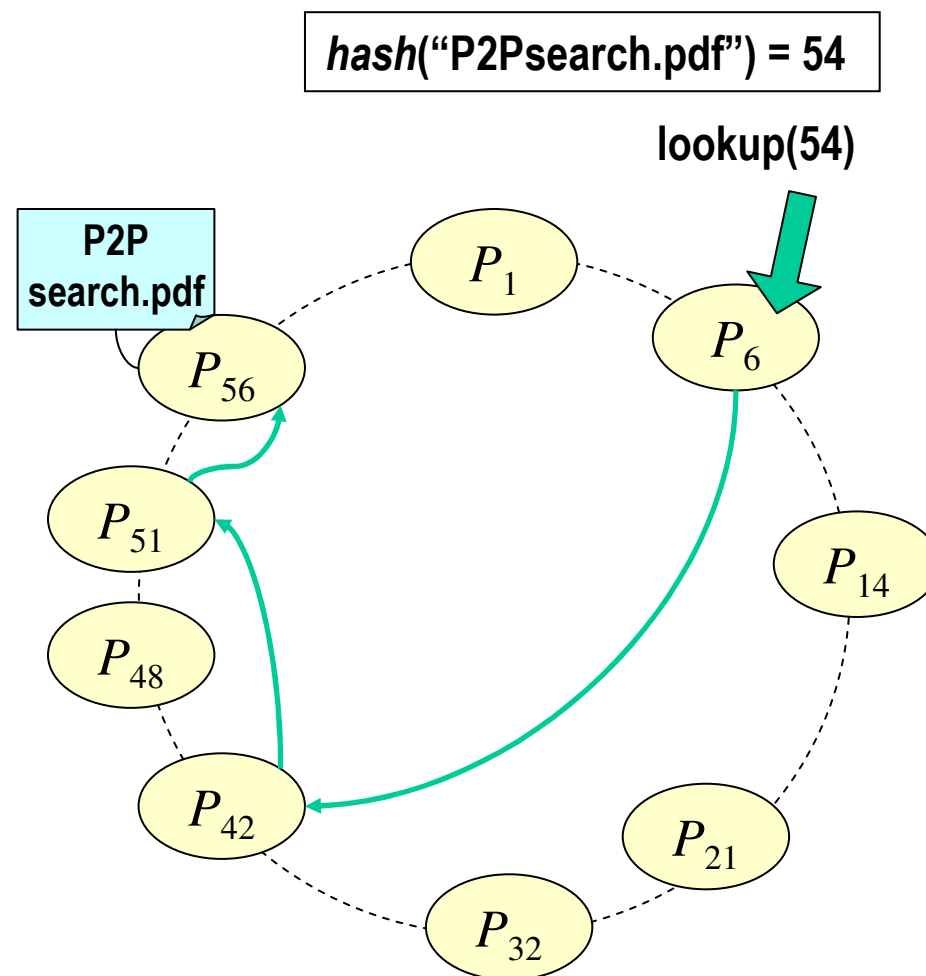 hash(“P2Psearch.pdf”) = 54
lookup(54)
P2P
search.pdf
P1
P6
P56
P51
P14
P48
P42
P21
P32